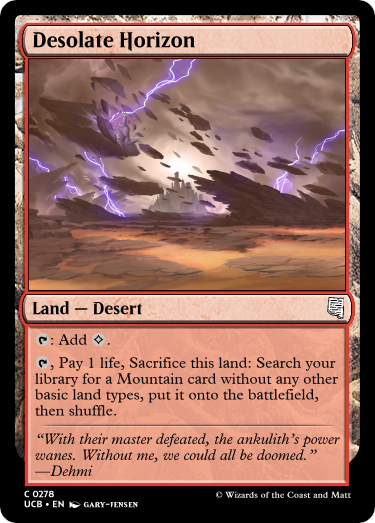 Desolate Horizon
Land — Desert
: Add .
, Pay 1 life, Sacrifice this land: Search your
library for a Mountain card without any other
basic land types, put it onto the battlefield,
then shuffle.
“With their master defeated, the ankulith’s power
wanes. Without me, we could all be doomed.”
—Dehmi
C 0278
UCB • EN GARY-JENSEN
© Wizards of the Coast and Matt